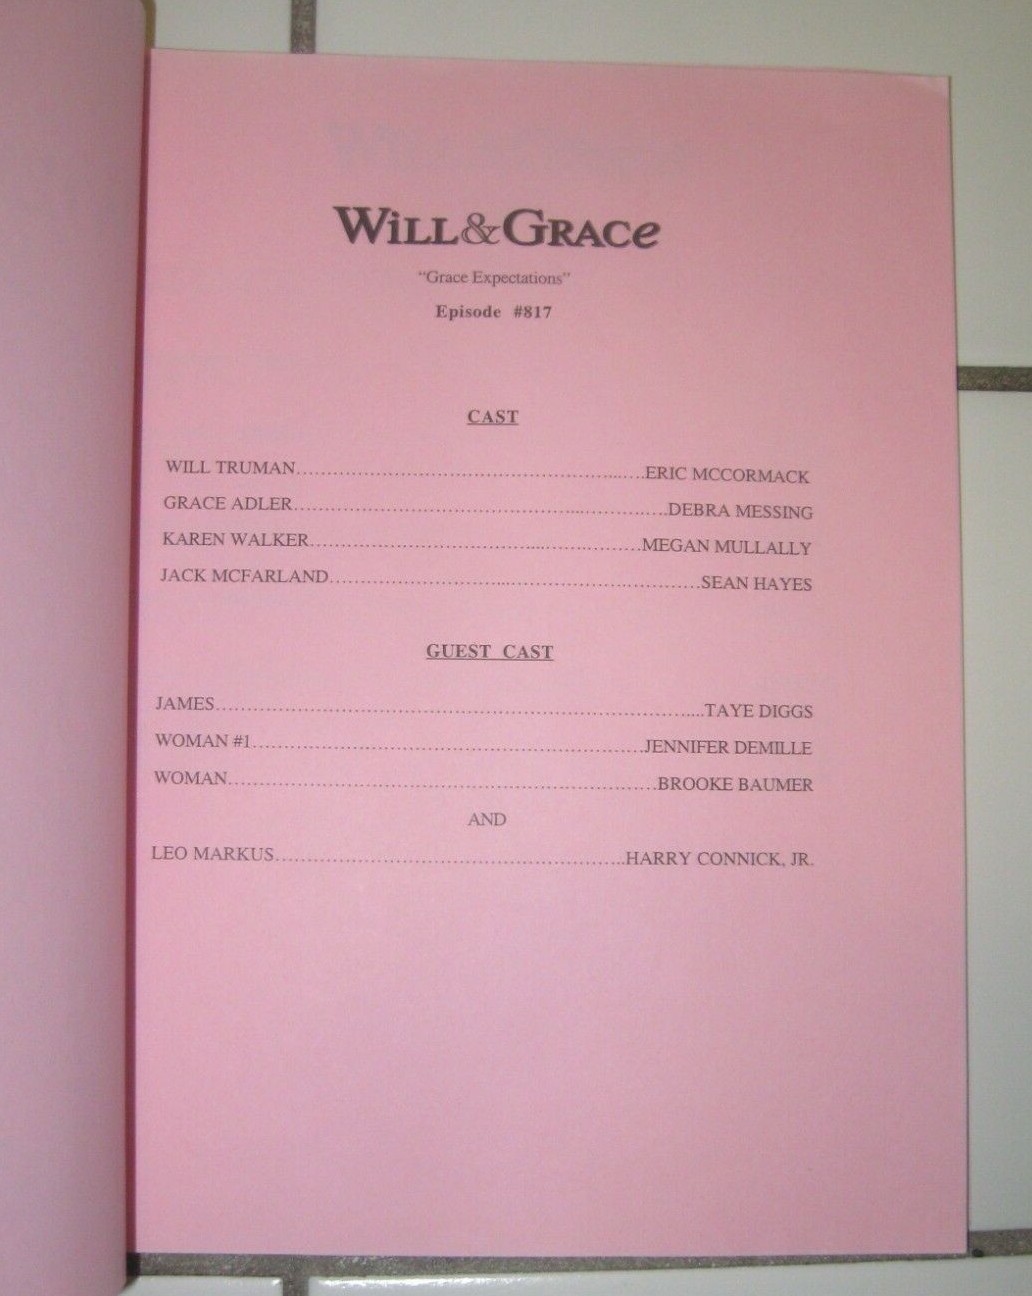 WiLL&GRACe
"Grace Expectations"
Episode #817
CAST
WILL TRUMAN..........................................................ERIC MCCORMACK
GRACE ADLER..........................................................DEBRA MESSING
KAREN WALKER..........................................................MEGAN MULLALLY
JACK MCFARLAND..........................................................SEAN HAYES
GUEST CAST
JAMES..........................................................TAYE DIGGS
WOMAN #1..........................................................JENNIFER DEMILLE
WOMAN..........................................................BROOKE BAUMER
AND
LEO MARKUS..........................................................HARRY CONNICK, JR.